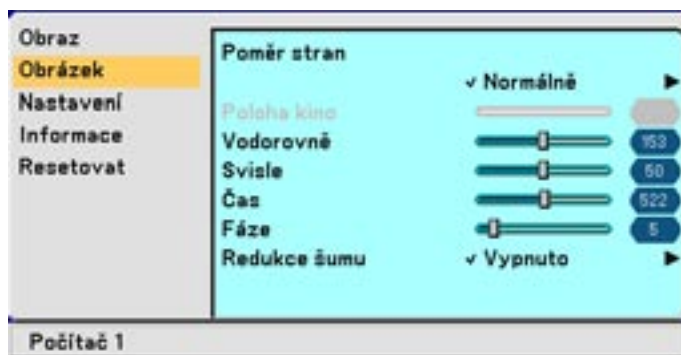 Obraz
Obrázek
Nastavení
Informace
Resetovat
Poměr stran
✓ Normálně
Poloha kino
Vodorovně 153
Svisle 50
Čas 522
Fáze 5
Redukce šumu ✓ Vypnuto
Počítač 1